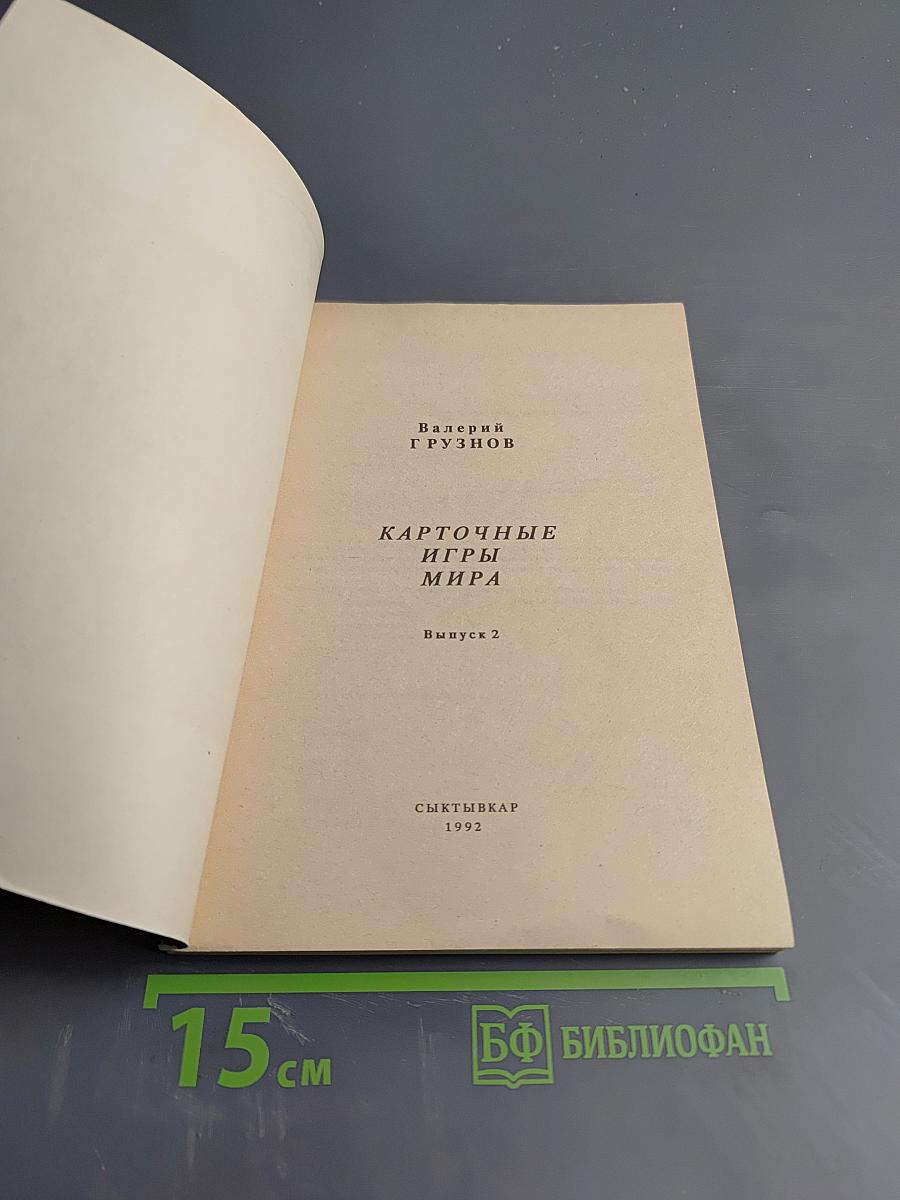 Валерий
ГРУЗНОВ
КАРТОЧНЫЕ
ИГРЫ
МИРА
Выпуск 2
СЫКТЫВКАР
1992
15 см
БФ БИБЛИОФАН